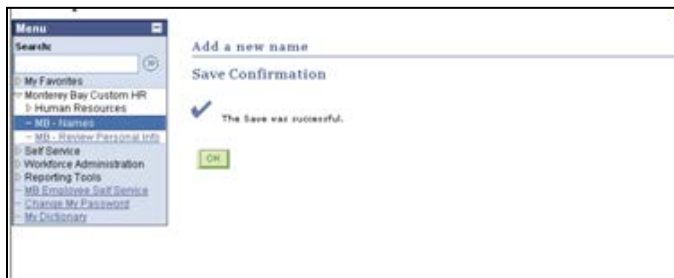 Menu
Search:
My Favorites
Monterey Bay Custom HR
Human Resources
- MB - Names
- MB - Review Personal Info
Self Service
Workforce Administration
Reporting Tools
- MB Employee Self Service
- Change My Password
- My Dictionary
Add a new name
Save Confirmation
The Save was successful.
OK